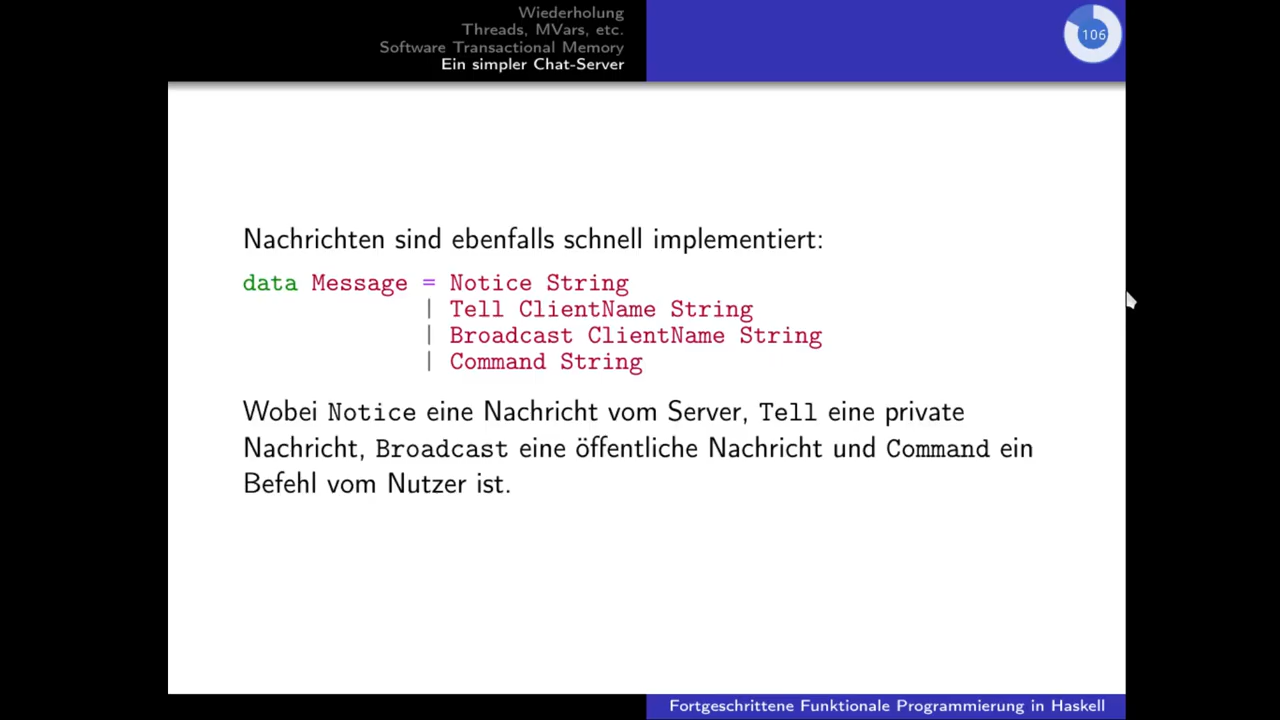 Wiederholung
Threads, MVars, etc.
Software Transactional Memory
Ein simpler Chat-Server
106
Nachrichten sind ebenfalls schnell implementiert:
data Message = Notice String
| Tell ClientName String
| Broadcast ClientName String
| Command String
Wobei Notice eine Nachricht vom Server, Tell eine private
Nachricht, Broadcast eine öffentliche Nachricht und Command ein
Befehl vom Nutzer ist.
Fortgeschrittene Funktionale Programmierung in Haskell